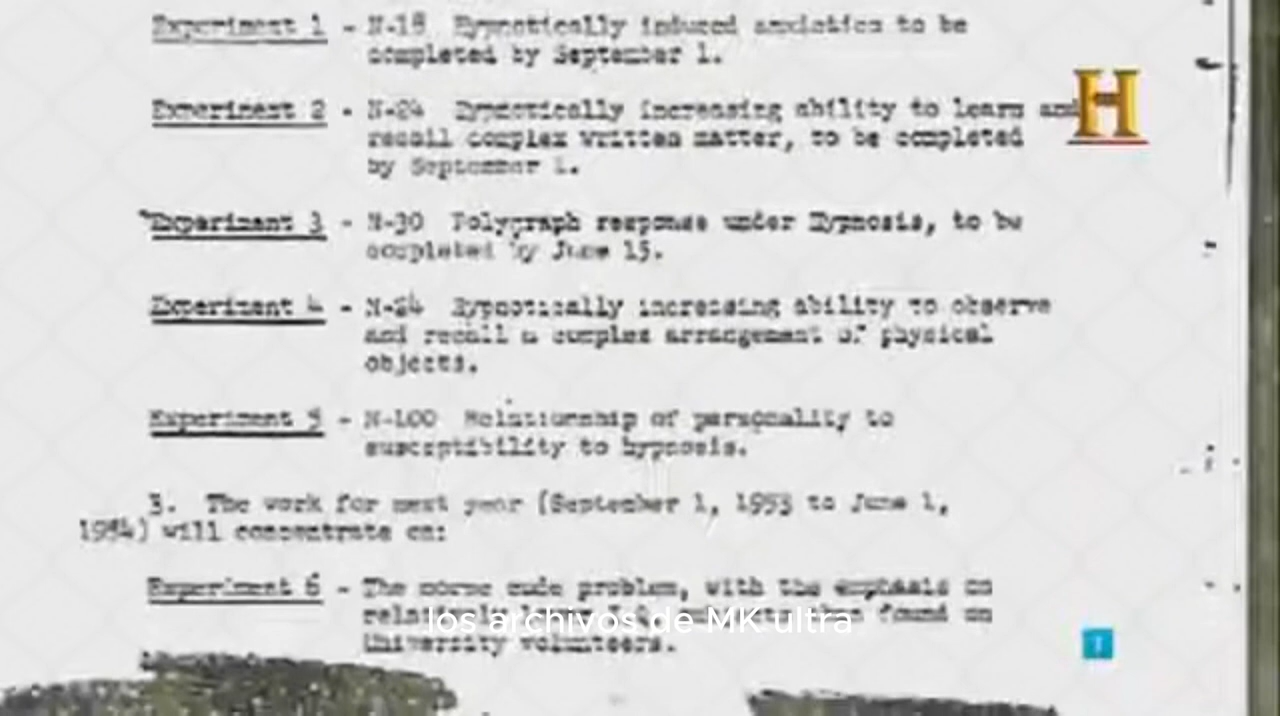 Experiment 1 - N-18 Hypnotically induced anxieties to be
completed by September 1.
Experiment 2 - N-24 Hypnotically increasing ability to learn and
recall complex written matter, to be completed
by September 1.
Experiment 3 - N-30 Polygraph response under Hypnosis, to be
completed by June 15.
Experiment 4 - N-24 Hypnotically increasing ability to observe
and recall a complex arrangement of physical
objects.
Experiment 5 - N-100 Relationship of personality to
susceptibility to hypnosis.
3. The work for next year (September 1, 1953 to June 1,
1954) will concentrate on:
Experiment 6 - The morse code problem, with the emphasis on
found on
University volunteers.
los archivos de MK ultra
H